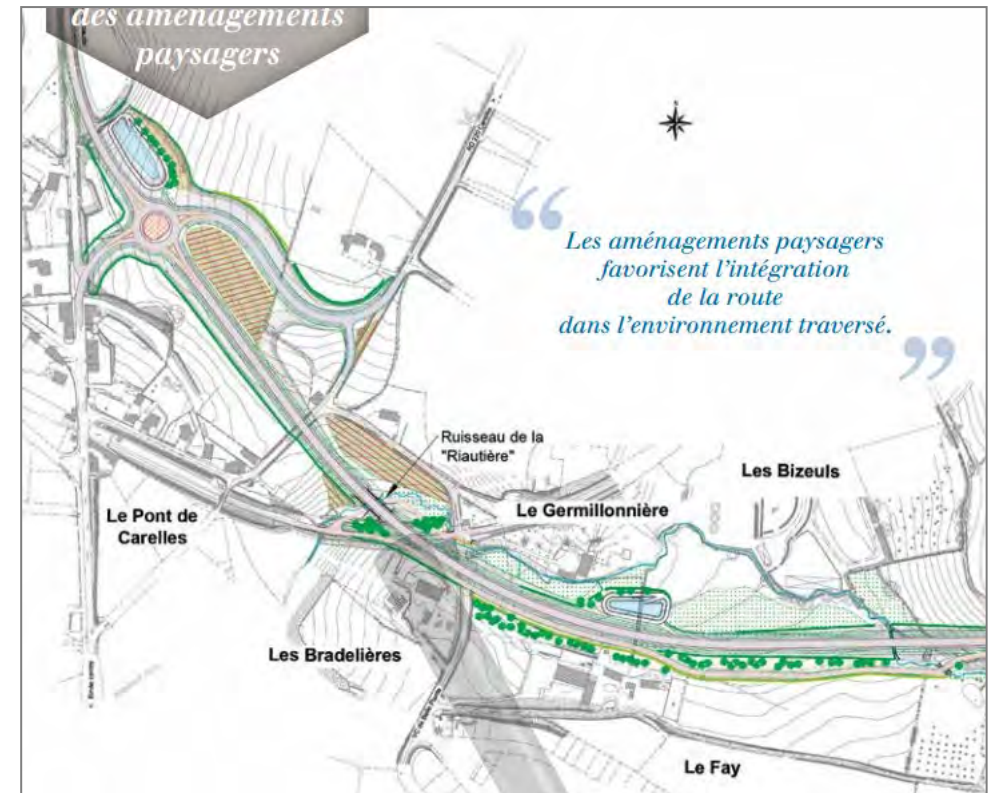 des aménagements
paysagers
“
Les aménagements paysagers
favorisent l’intégration
de la route
dans l’environnement traversé.
”
Ruisseau de la
"Riautière"
Les Bizeuls
Le Germillonnière
Le Pont de
Carelles
Les Bradelières
Le Fay